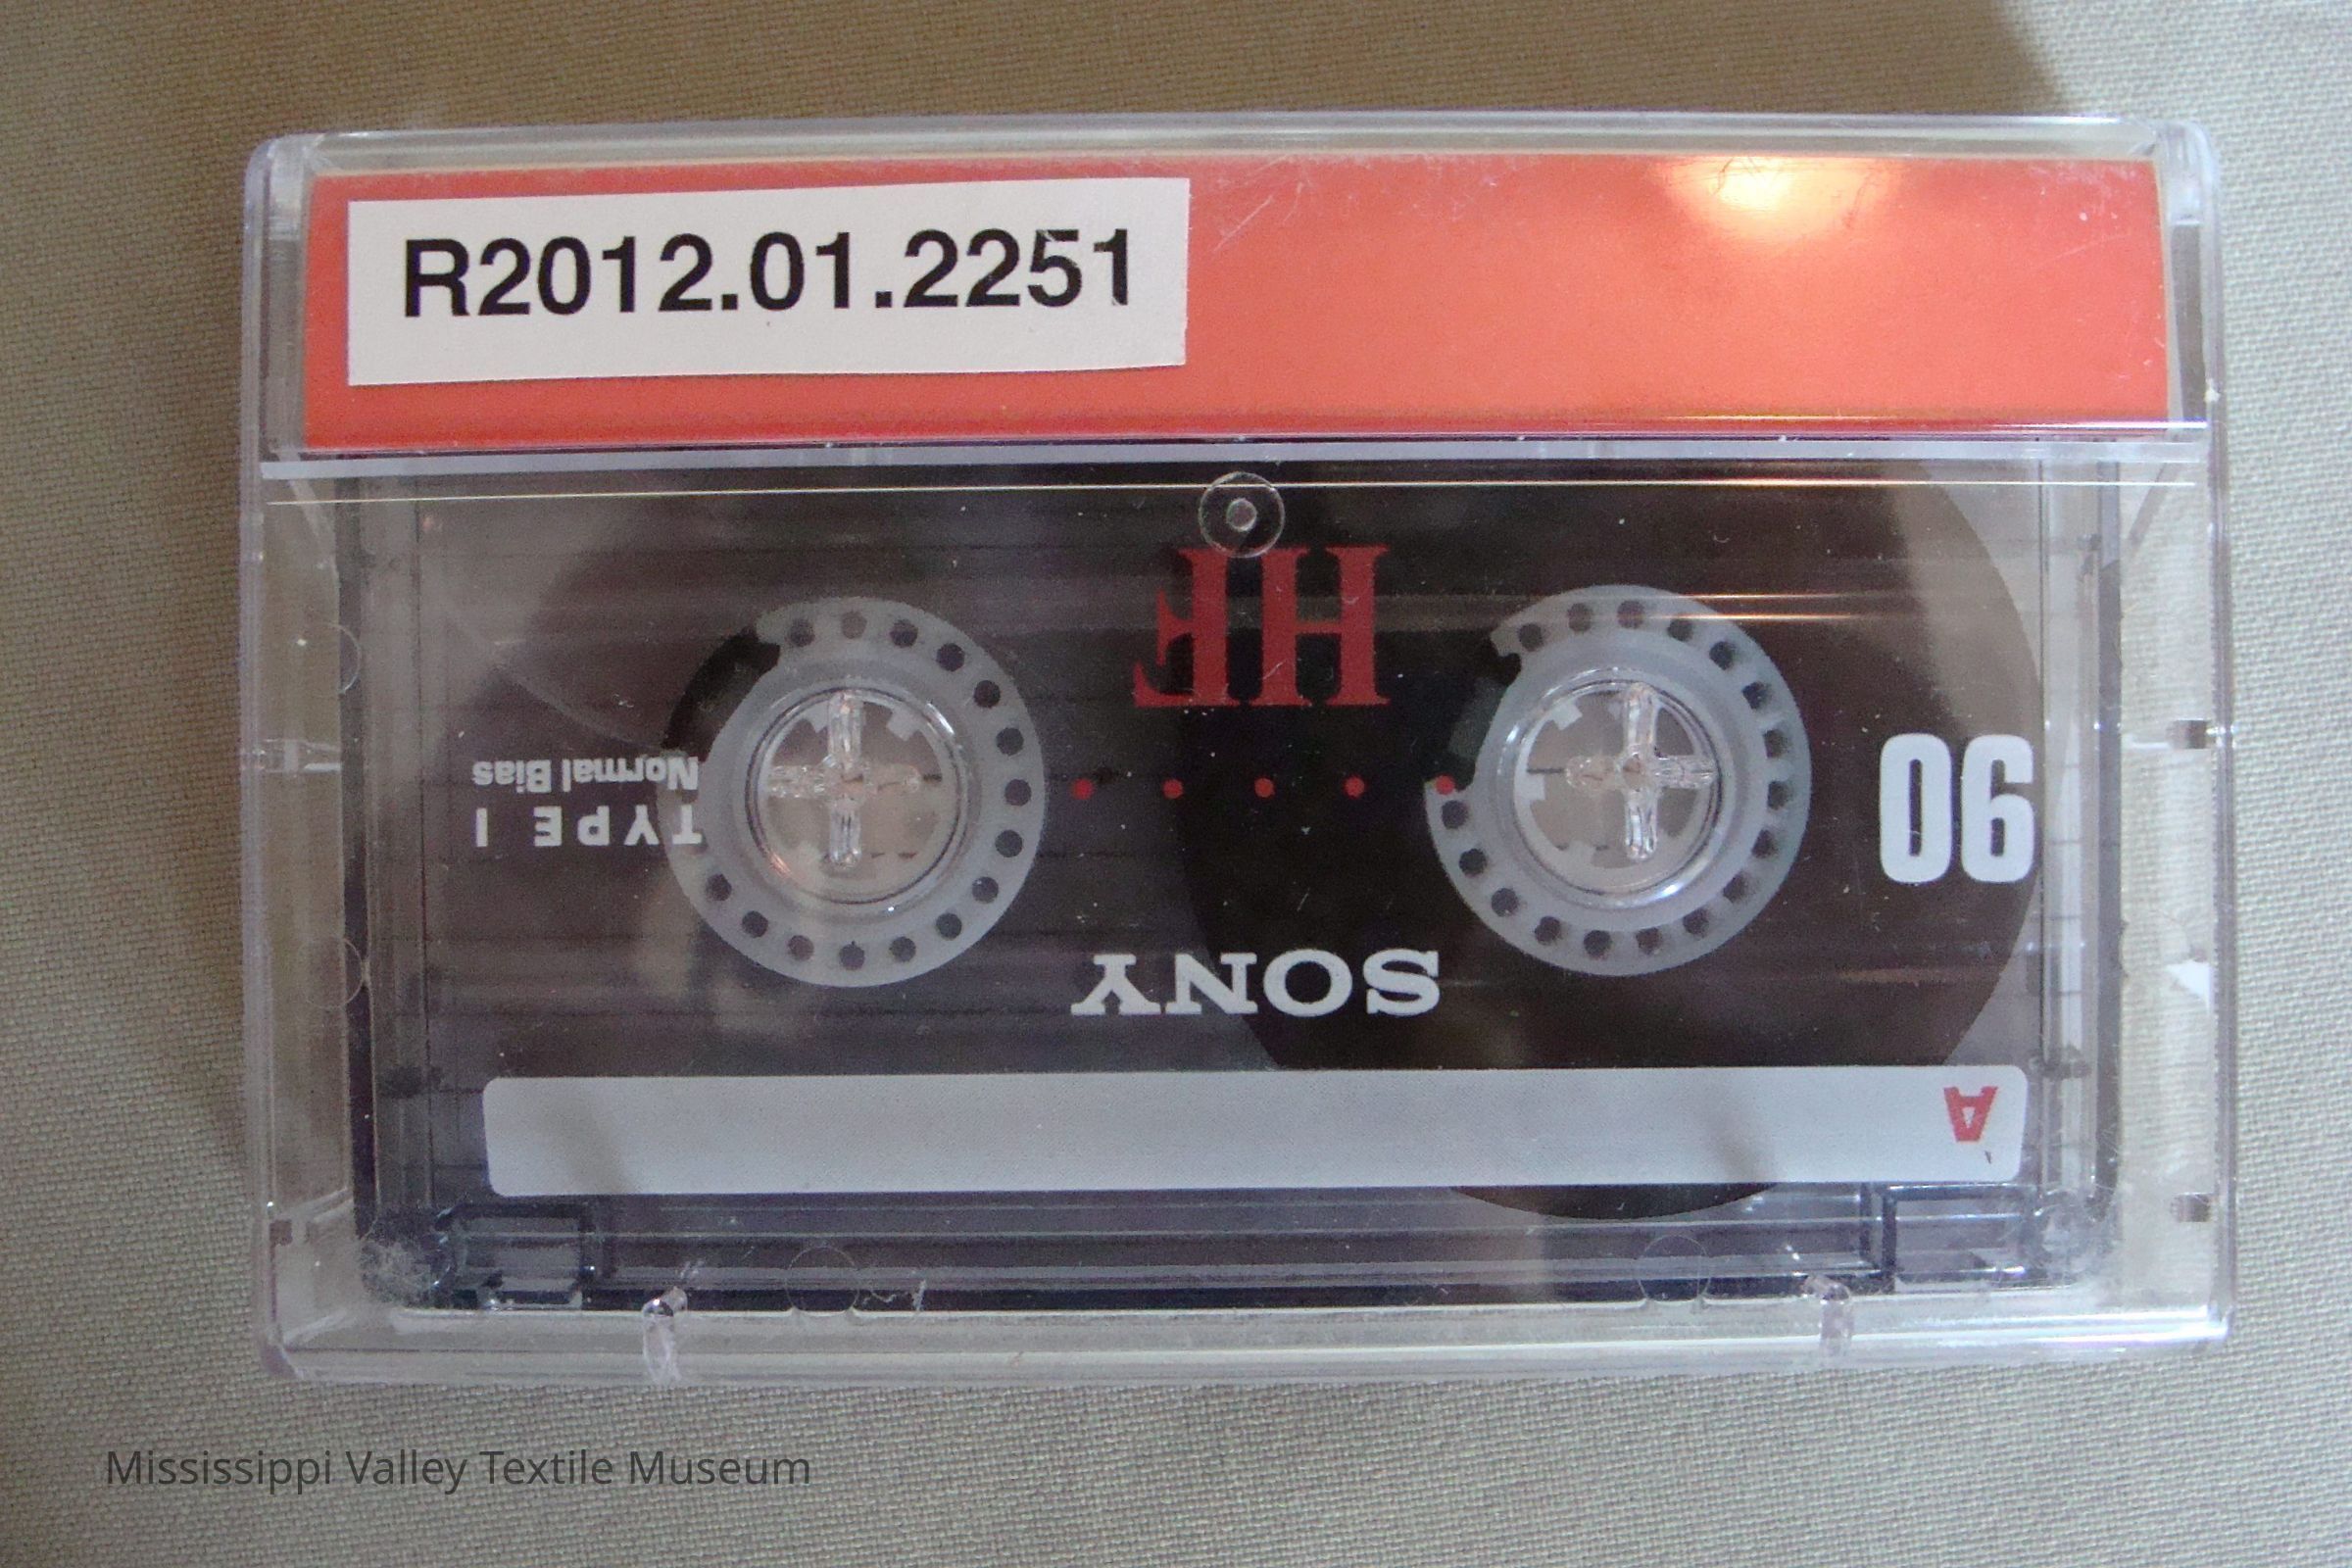 R2012.01.2251
HF
90
Normal Bias
TYPE I
SONY
A
Mississippi Valley Textile Museum